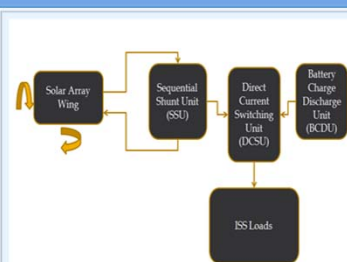 Solar Array
Wing
Sequential
Shunt Unit
(SSU)
Direct
Current
Switching
Unit
(DCSU)
Battery
Charge
Discharge
Unit
(BCDU)
ISS Loads